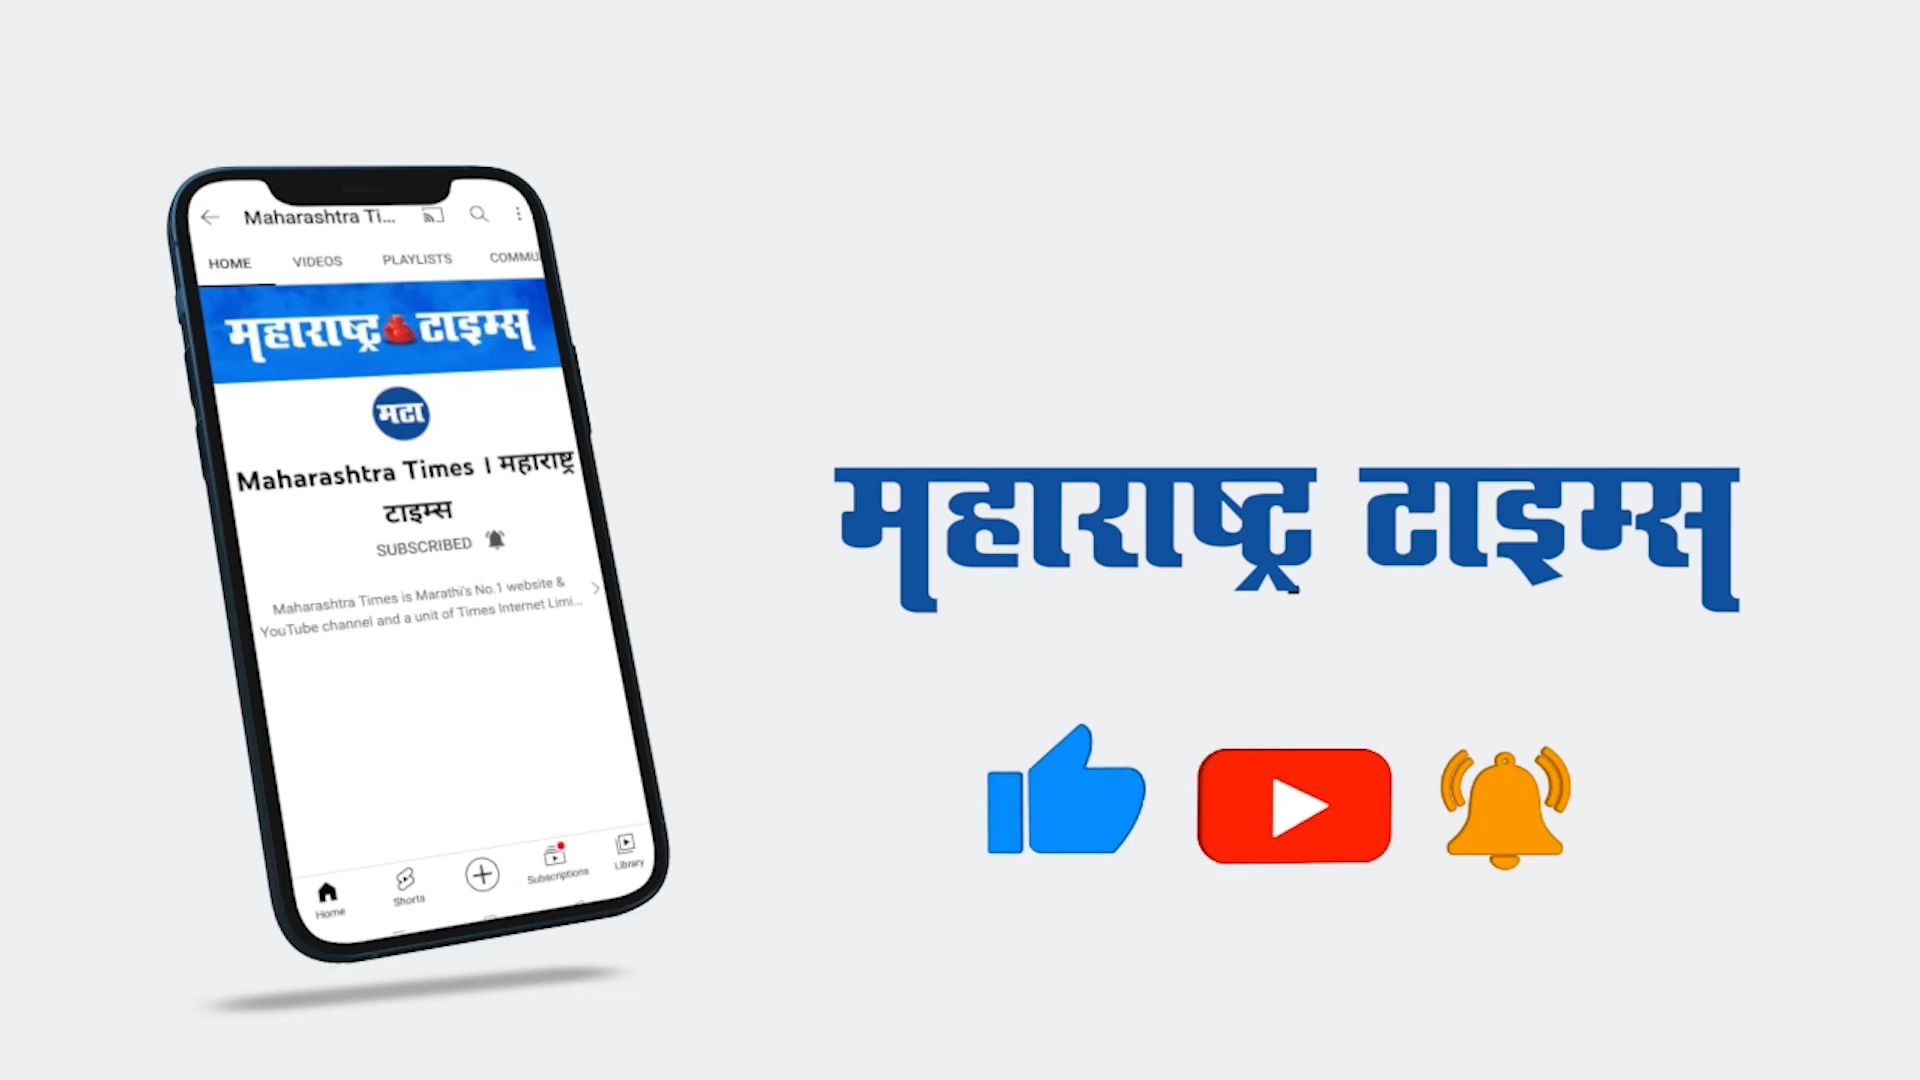 Maharashtra Ti...
HOME VIDEOS PLAYLISTS COMMU
महाराष्ट्र टाइम्स
मटा
Maharashtra Times । महाराष्ट्र
टाइम्स
SUBSCRIBED
Maharashtra Times is Marathi's No.1 website &
YouTube channel and a unit of Times Internet Limi...
Home Shorts Subscriptions Library
महाराष्ट्र टाइम्स